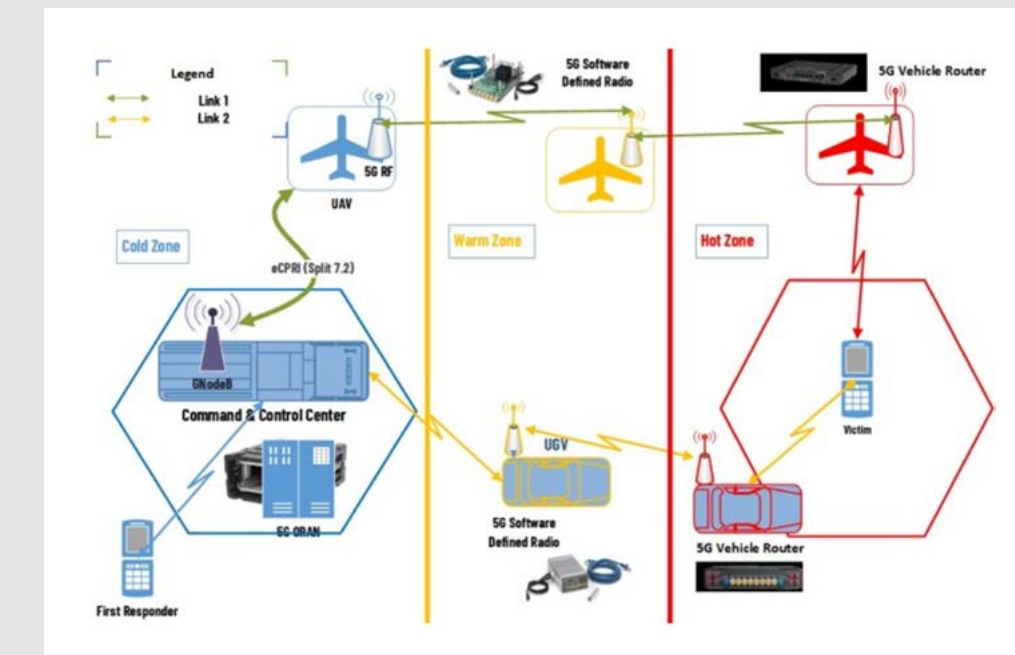 Legend
Link 1
Link 2
5G Software
Defined Radio
5G Vehicle Router
5G RF
UAV
Cold Zone
Warm Zone
Hot Zone
eCPRI (Split 7.2)
GNodeB
Command & Control Center
Victim
UGV
5G ORAN
5G Software
Defined Radio
5G Vehicle Router
First Responder